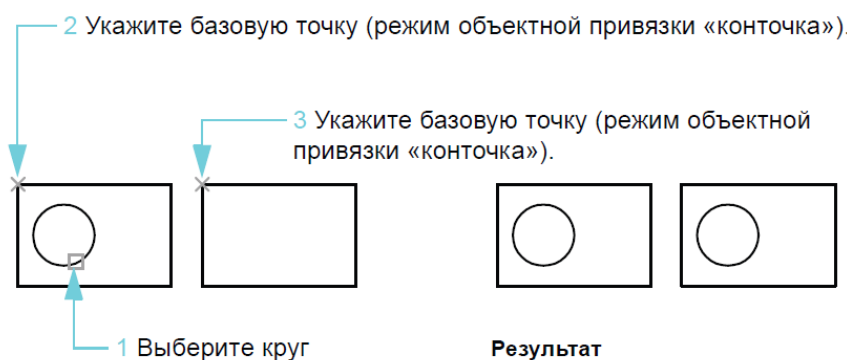 2 Укажите базовую точку (режим объектной привязки «конточка»).
3 Укажите базовую точку (режим объектной
привязки «конточка»).
1 Выберите круг
Результат